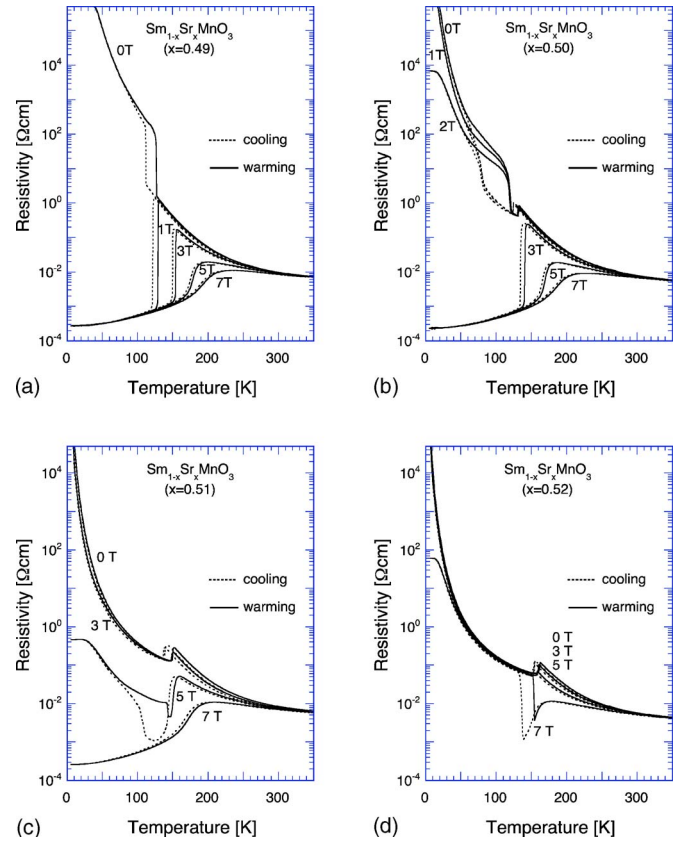 Sm1-xSrxMnO3
(x=0.49)
0T
cooling
warming
1T
3T
5T
7T
Resistivity [Ωcm]
10^4
10^2
10^0
10^-2
10^-4
0 100 200 300
Temperature [K]
(a)
Sm1-xSrxMnO3
(x=0.50)
0T
1T
2T
cooling
warming
3T
5T
7T
Resistivity [Ωcm]
10^4
10^2
10^0
10^-2
10^-4
0 100 200 300
Temperature [K]
(b)
Sm1-xSrxMnO3
(x=0.51)
0 T
cooling
warming
3 T
5 T
7 T
Resistivity [Ωcm]
10^4
10^2
10^0
10^-2
10^-4
0 100 200 300
Temperature [K]
(c)
Sm1-xSrxMnO3
(x=0.52)
cooling
warming
0 T
3 T
5 T
7 T
Resistivity [Ωcm]
10^4
10^2
10^0
10^-2
10^-4
0 100 200 300
Temperature [K]
(d)